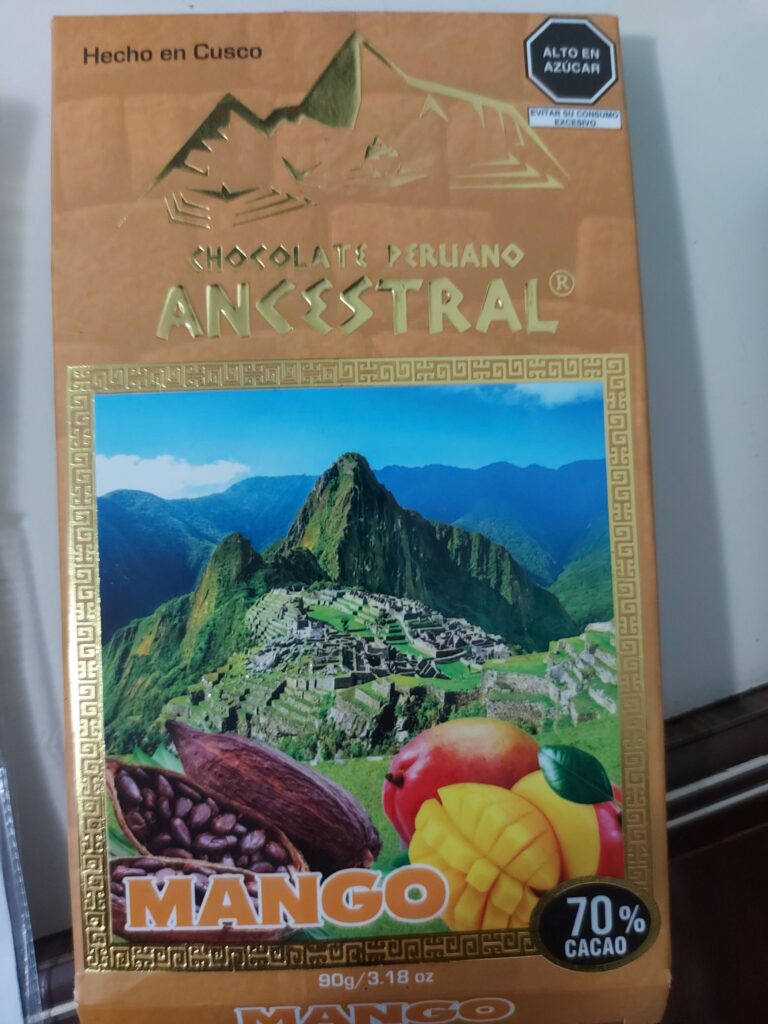 Hecho en Cusco
ALTO EN
AZÚCAR
EVITAR SU CONSUMO
EXCESIVO
CHOCOLATE PERUANO
ANCESTRAL®
MANGO
70%
CACAO
90g/3.18 oz
MANGO